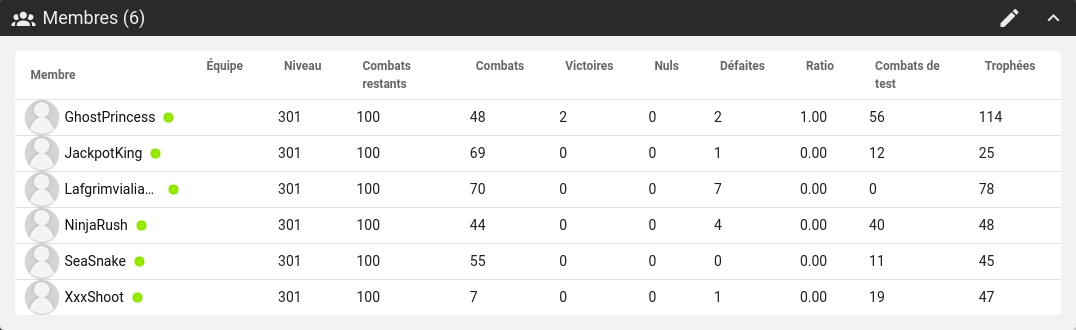 Membres (6)
Membre Équipe Niveau Combats restants Combats Victoires Nuls Défaites Ratio Combats de test Trophées
GhostPrincess 301 100 48 2 0 2 1.00 56 114
JackpotKing 301 100 69 0 0 1 0.00 12 25
Lafgrimvialia… 301 100 70 0 0 7 0.00 0 78
NinjaRush 301 100 44 0 0 4 0.00 40 48
SeaSnake 301 100 55 0 0 0 0.00 11 45
XxxShoot 301 100 7 0 0 1 0.00 19 47